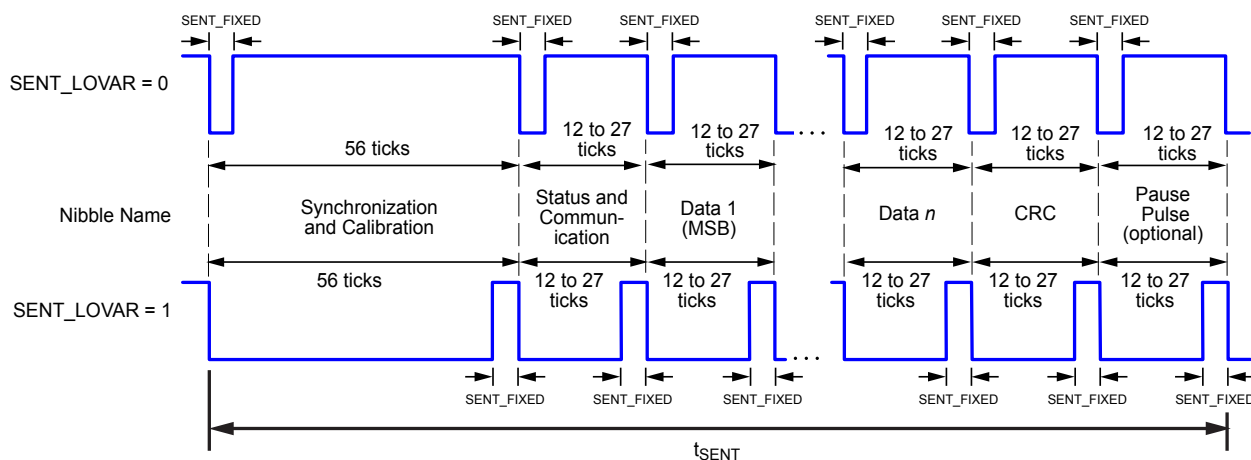 SENT_FIXED SENT_FIXED SENT_FIXED SENT_FIXED SENT_FIXED SENT_FIXED
SENT_LOVAR = 0
56 ticks
12 to 27 ticks
12 to 27 ticks
. . .
12 to 27 ticks
12 to 27 ticks
12 to 27 ticks
Nibble Name
Synchronization
and Calibration
Status and
Commun-
ication
Data 1
(MSB)
Data n
CRC
Pause
Pulse
(optional)
SENT_LOVAR = 1
56 ticks
12 to 27
ticks
12 to 27
ticks
. . .
12 to 27
ticks
12 to 27
ticks
12 to 27
ticks
SENT_FIXED SENT_FIXED SENT_FIXED SENT_FIXED SENT_FIXED SENT_FIXED
tSENT